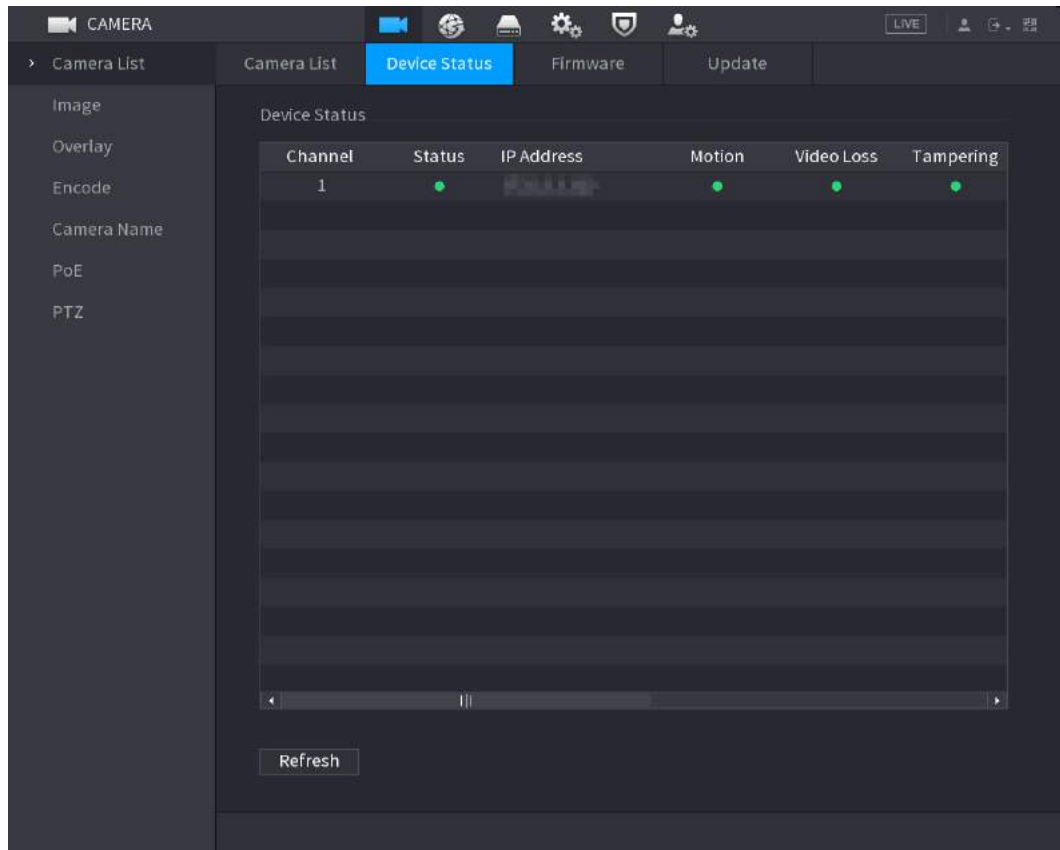 CAMERA LIVE
Camera List
Image
Overlay
Encode
Camera Name
PoE
PTZ
Camera List Device Status Firmware Update
Device Status
Channel Status IP Address Motion Video Loss Tampering
1
Refresh